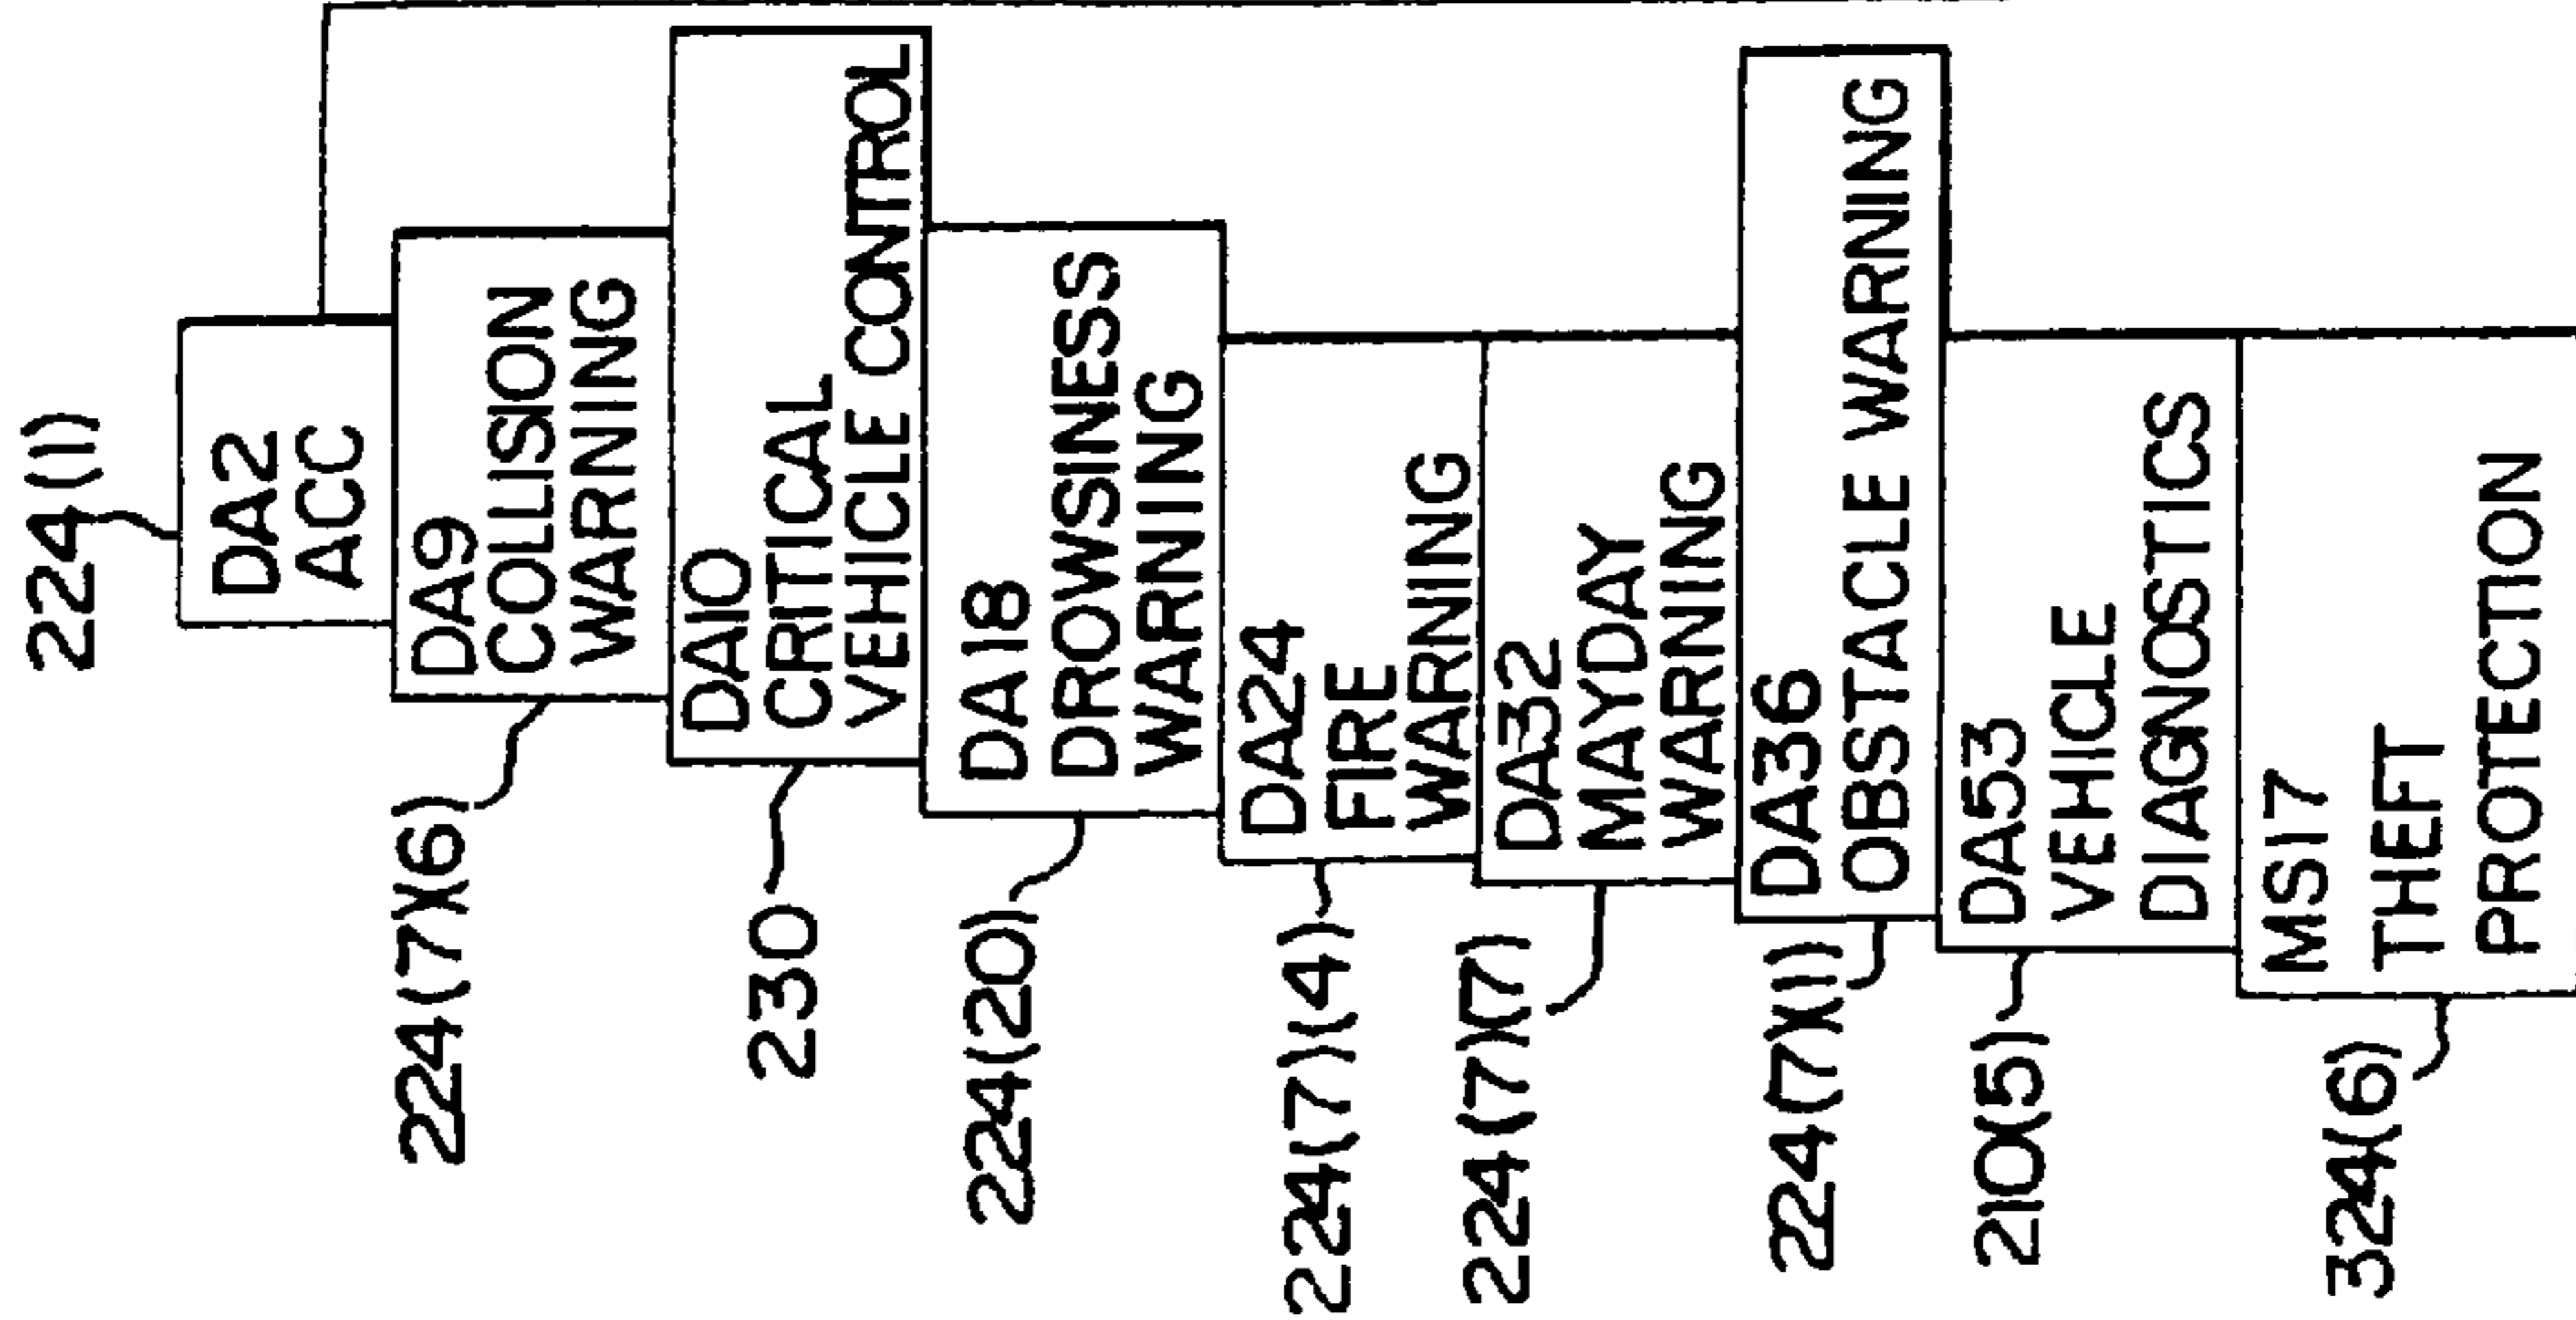 224(1)
DA2
ACC
224(7)(6)
DA9
COLLISION
WARNING
230
DA10
CRITICAL
VEHICLE CONTROL
224(20)
DA18
DROWSINESS
WARNING
224(7)(4)
DA24
FIRE
WARNING
224(7)(7)
DA32
MAYDAY
WARNING
224(7)(1)
DA36
OBSTACLE WARNING
210(5)
DA53
VEHICLE
DIAGNOSTICS
324(6)
MS17
THEFT
PROTECTION